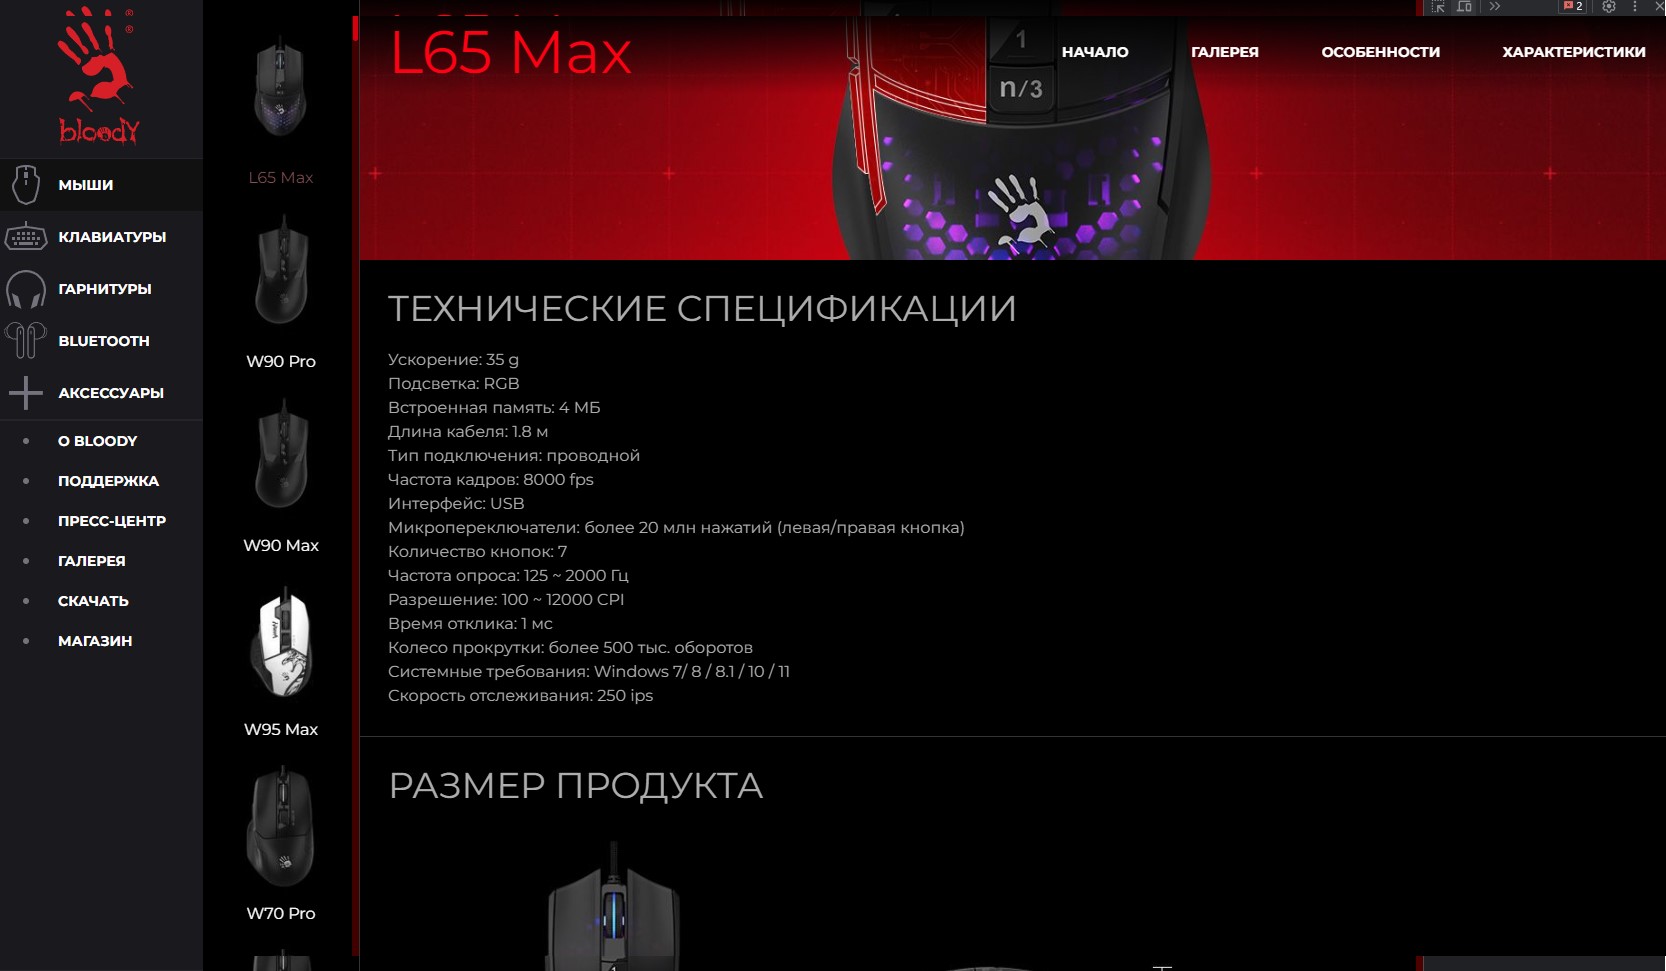 bloody
МЫШИ
КЛАВИАТУРЫ
ГАРНИТУРЫ
BLUETOOTH
АКСЕССУАРЫ
О BLOODY
ПОДДЕРЖКА
ПРЕСС-ЦЕНТР
ГАЛЕРЕЯ
СКАЧАТЬ
МАГАЗИН
L65 Max
W90 Pro
W90 Max
W95 Max
W70 Pro
L65 Max
НАЧАЛО
ГАЛЕРЕЯ
ОСОБЕННОСТИ
ХАРАКТЕРИСТИКИ
2
1
n/3
ТЕХНИЧЕСКИЕ СПЕЦИФИКАЦИИ
Ускорение: 35 g
Подсветка: RGB
Встроенная память: 4 МБ
Длина кабеля: 1.8 м
Тип подключения: проводной
Частота кадров: 8000 fps
Интерфейс: USB
Микропереключатели: более 20 млн нажатий (левая/правая кнопка)
Количество кнопок: 7
Частота опроса: 125 ~ 2000 Гц
Разрешение: 100 ~ 12000 CPI
Время отклика: 1 мс
Колесо прокрутки: более 500 тыс. оборотов
Системные требования: Windows 7/ 8 / 8.1 / 10 / 11
Скорость отслеживания: 250 ips
РАЗМЕР ПРОДУКТА